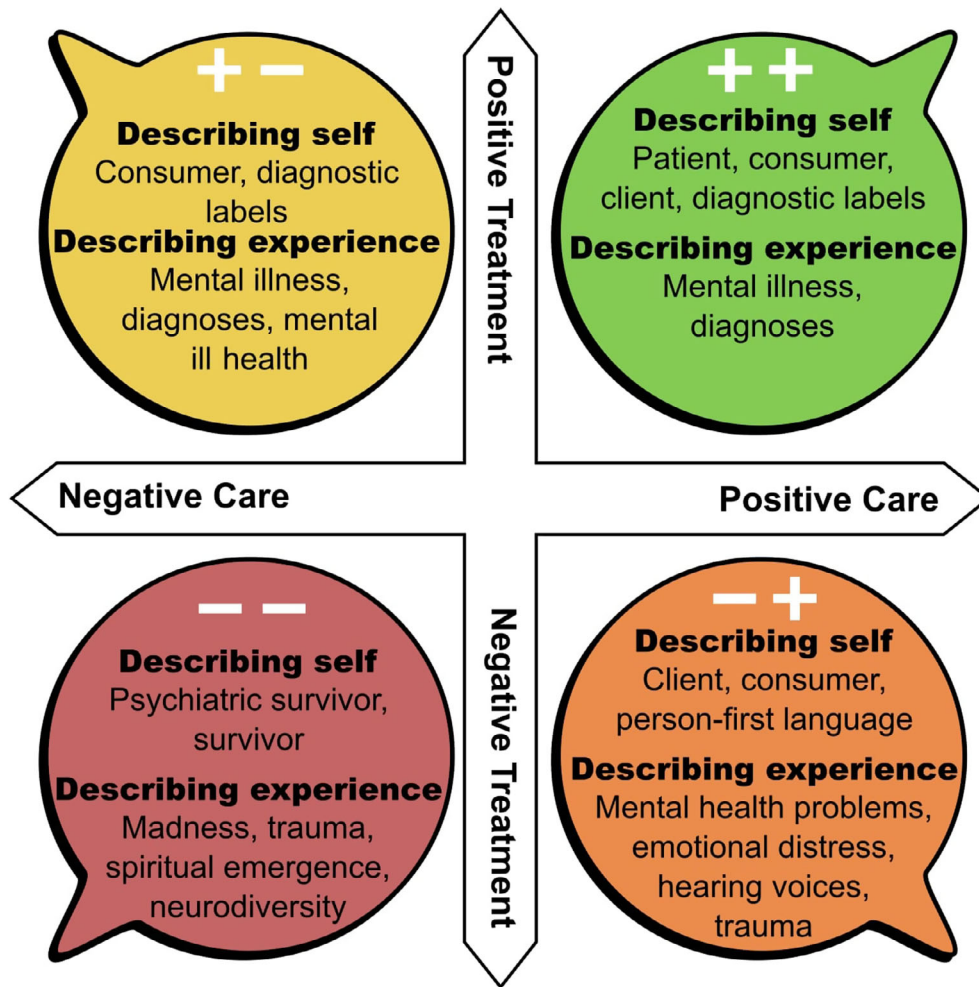 + −
Describing self
Consumer, diagnostic
labels
Describing experience
Mental illness,
diagnoses, mental
ill health
Positive Treatment
+ +
Describing self
Patient, consumer,
client, diagnostic labels
Describing experience
Mental illness,
diagnoses
Negative Care
Positive Care
− −
Describing self
Psychiatric survivor,
survivor
Describing experience
Madness, trauma,
spiritual emergence,
neurodiversity
Negative Treatment
− +
Describing self
Client, consumer,
person-first language
Describing experience
Mental health problems,
emotional distress,
hearing voices,
trauma